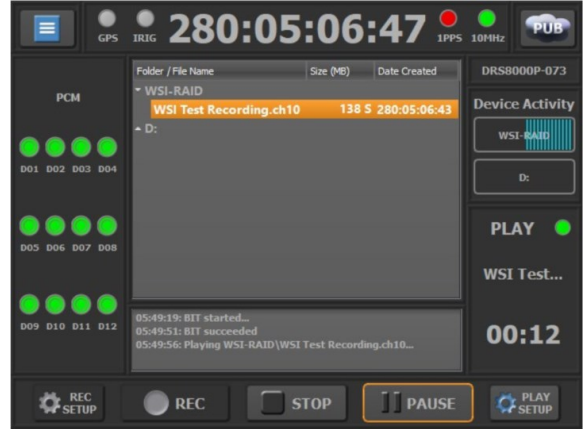 GPS IRIG 280:05:06:47 1PPS 10MHz PUB
Folder / File Name Size (MB) Date Created
WSI-RAID
WSI Test Recording.ch10 138 S 280:05:06:43
D:
PCM
D01 D02 D03 D04
D05 D06 D07 D08
D09 D10 D11 D12
05:49:19: BIT started...
05:49:51: BIT succeeded
05:49:56: Playing WSI-RAID\WSI Test Recording.ch10...
DRS8000P-073
Device Activity
WSI-RAID
D:
PLAY
WSI Test...
00:12
REC SETUP
REC
STOP
PAUSE
PLAY SETUP